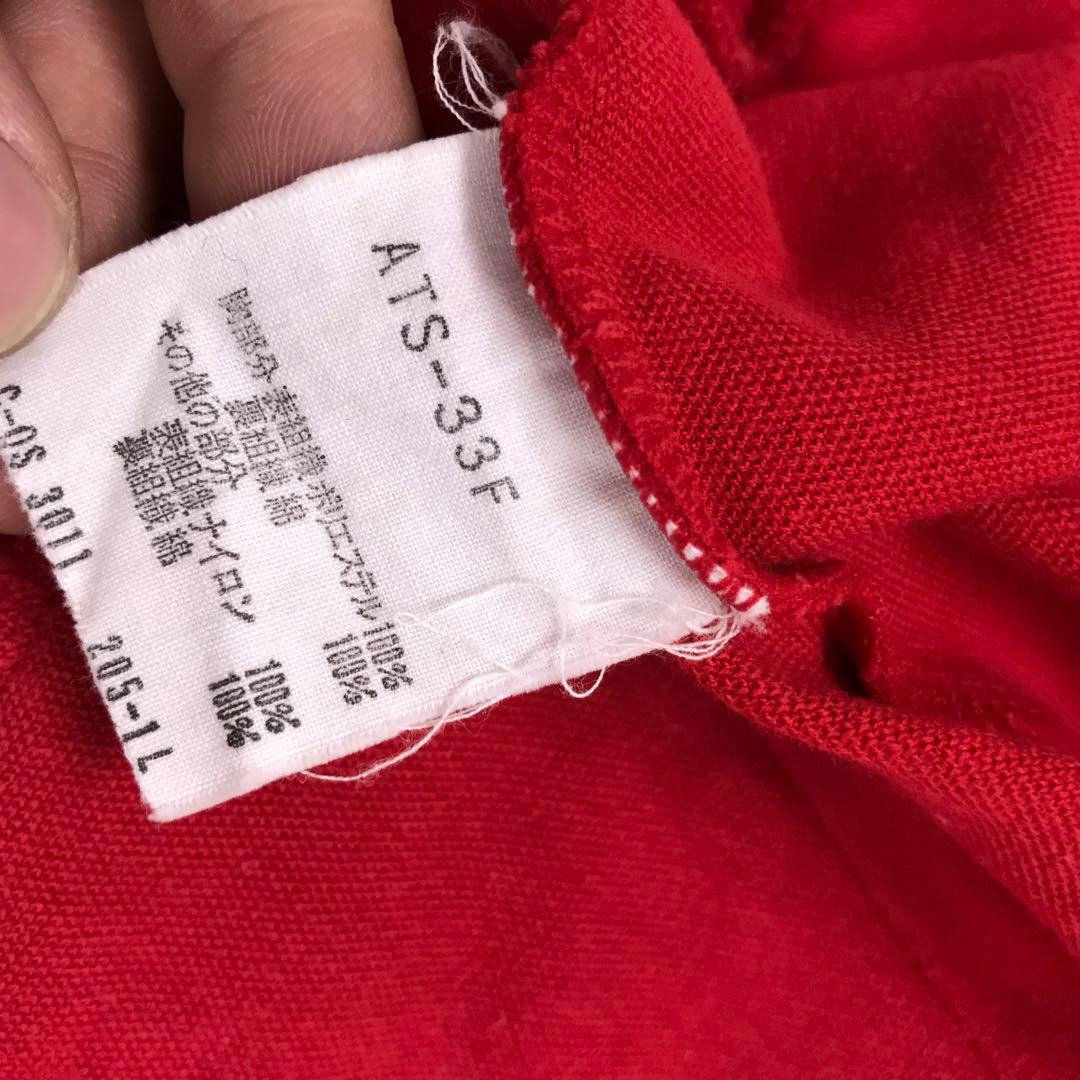 ATS-33F
胸部分 表組織 ポリエステル 100%
裏組織 綿 100%
その他の部分
表組織 ナイロン 100%
裏組織 綿 100%
3011 205-1L